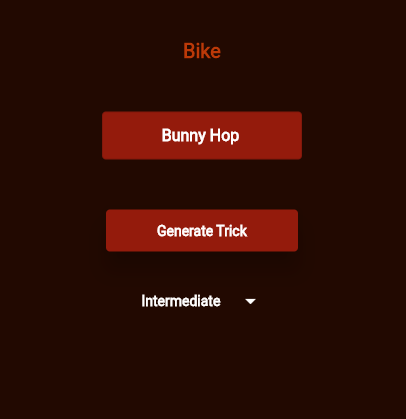 Bike
Bunny Hop
Generate Trick
Intermediate